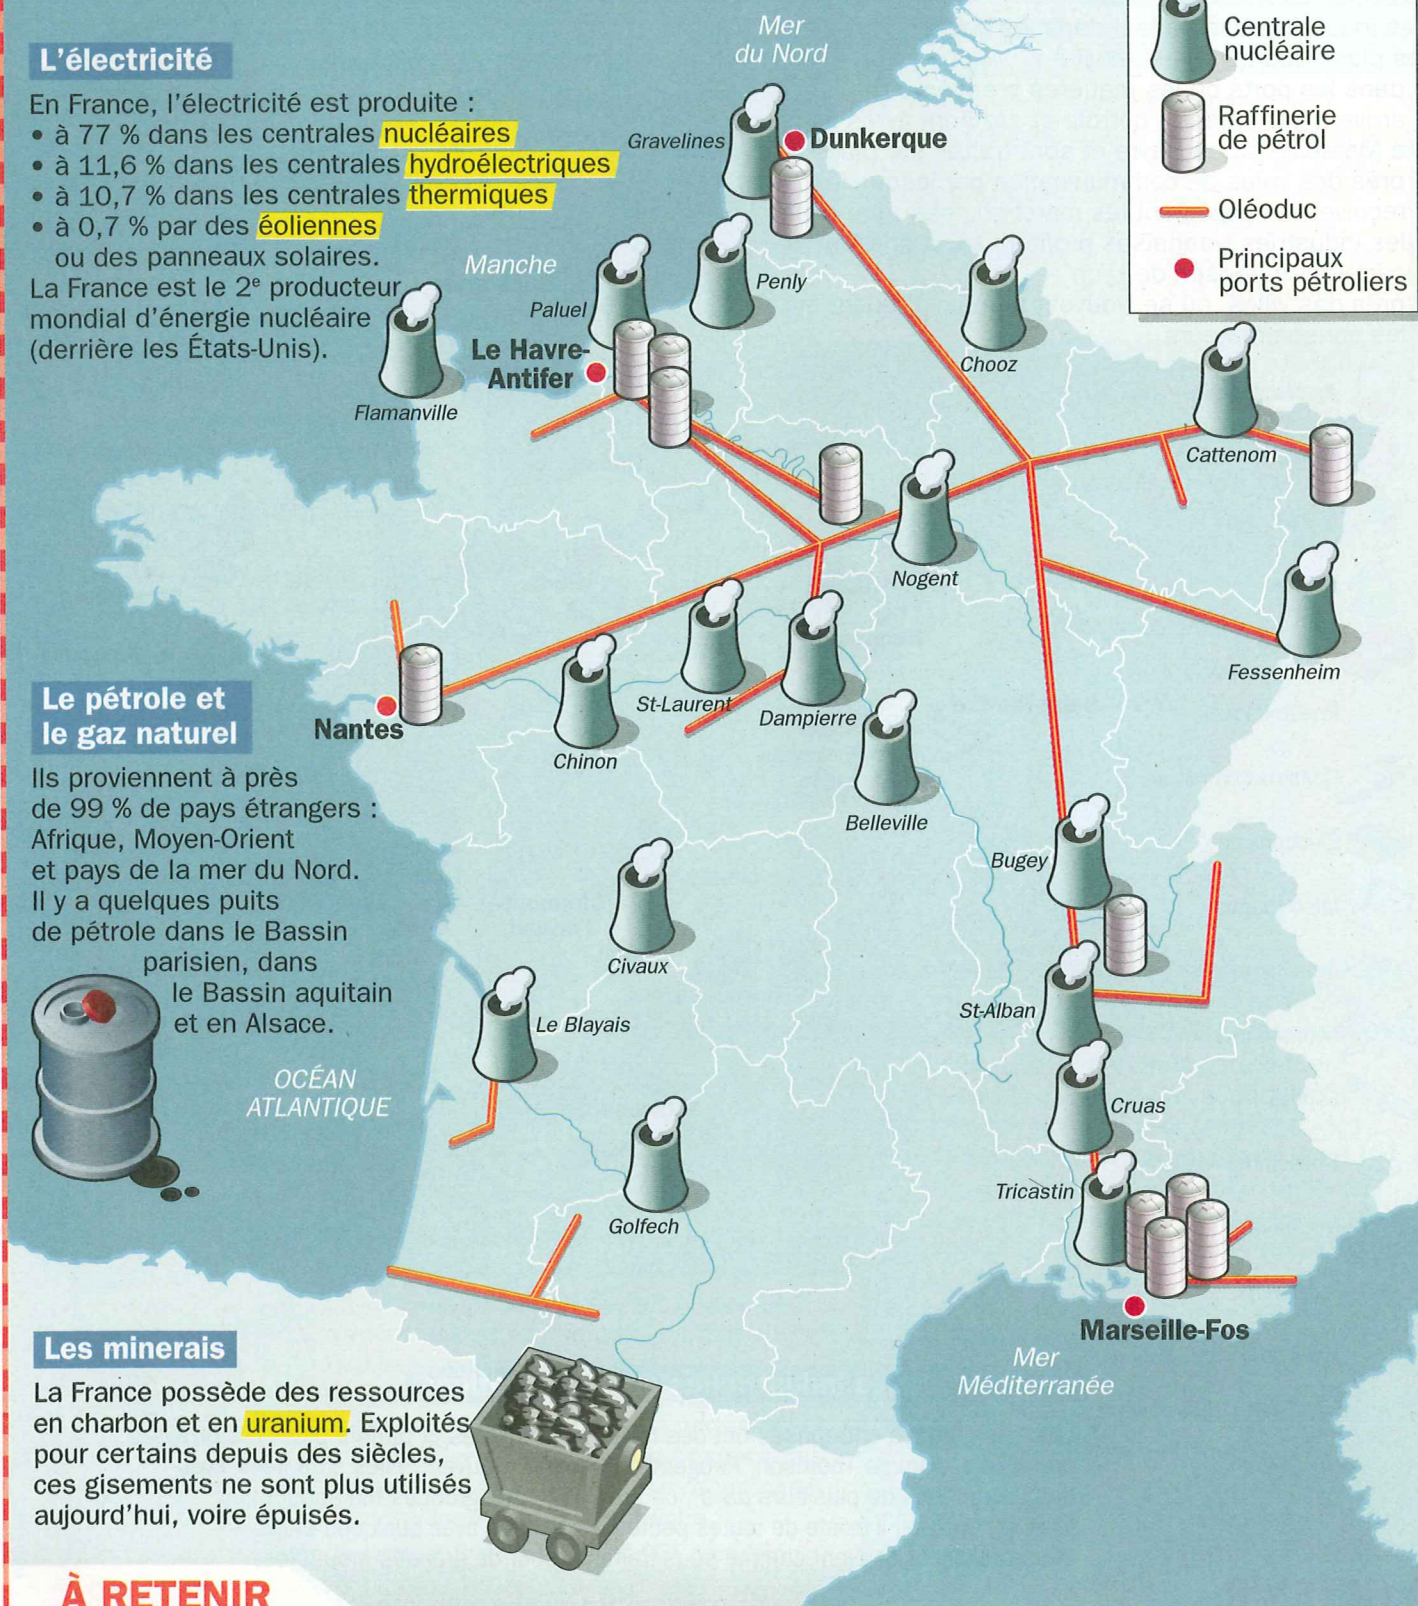 L'électricité
En France, l'électricité est produite :
• à 77 % dans les centrales nucléaires
• à 11,6 % dans les centrales hydroélectriques
• à 10,7 % dans les centrales thermiques
• à 0,7 % par des éoliennes
ou des panneaux solaires.
La France est le 2e producteur
mondial d'énergie nucléaire
(derrière les États-Unis).
Centrale
nucléaire
Raffinerie
de pétrol
Oléoduc
Principaux
ports pétroliers
Mer
du Nord
Gravelines
Dunkerque
Manche
Penly
Paluel
Le Havre-
Antifer
Flamanville
Chooz
Cattenom
Nogent
Fessenheim
St-Laurent
Dampierre
Nantes
Chinon
Belleville
Bugey
Civaux
St-Alban
Le Blayais
Cruas
Tricastin
Golfech
Marseille-Fos
Mer
Méditerranée
OCÉAN
ATLANTIQUE
Le pétrole et
le gaz naturel
Ils proviennent à près
de 99 % de pays étrangers :
Afrique, Moyen-Orient
et pays de la mer du Nord.
Il y a quelques puits
de pétrole dans le Bassin
parisien, dans
le Bassin aquitain
et en Alsace.
Les minerais
La France possède des ressources
en charbon et en uranium. Exploités
pour certains depuis des siècles,
ces gisements ne sont plus utilisés
aujourd'hui, voire épuisés.
À RETENIR